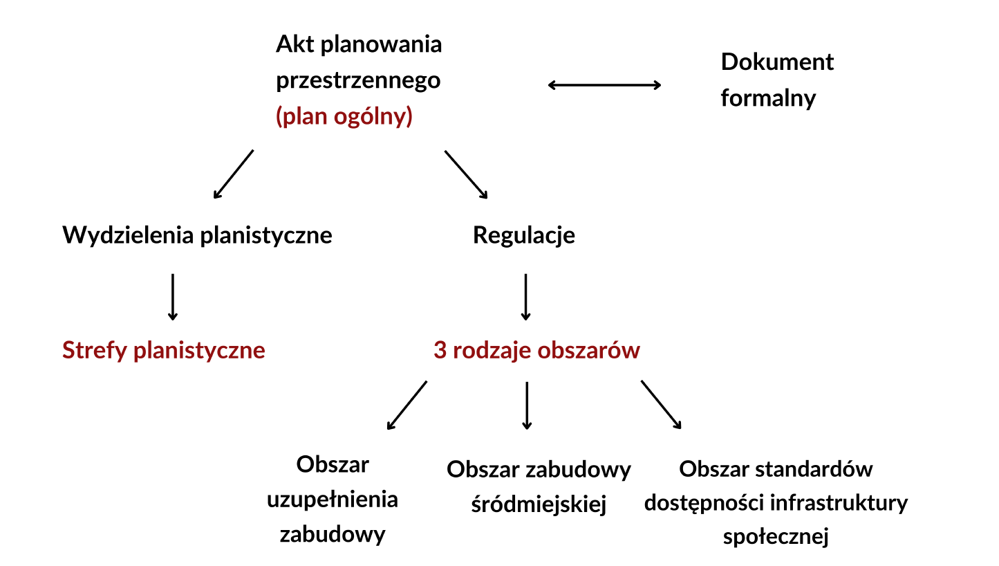 Akt planowania
przestrzennego
(plan ogólny)
Dokument
formalny
Wydzielenia planistyczne
Regulacje
Strefy planistyczne
3 rodzaje obszarów
Obszar
uzupełnienia
zabudowy
Obszar zabudowy
śródmiejskiej
Obszar standardów
dostępności infrastruktury
społecznej